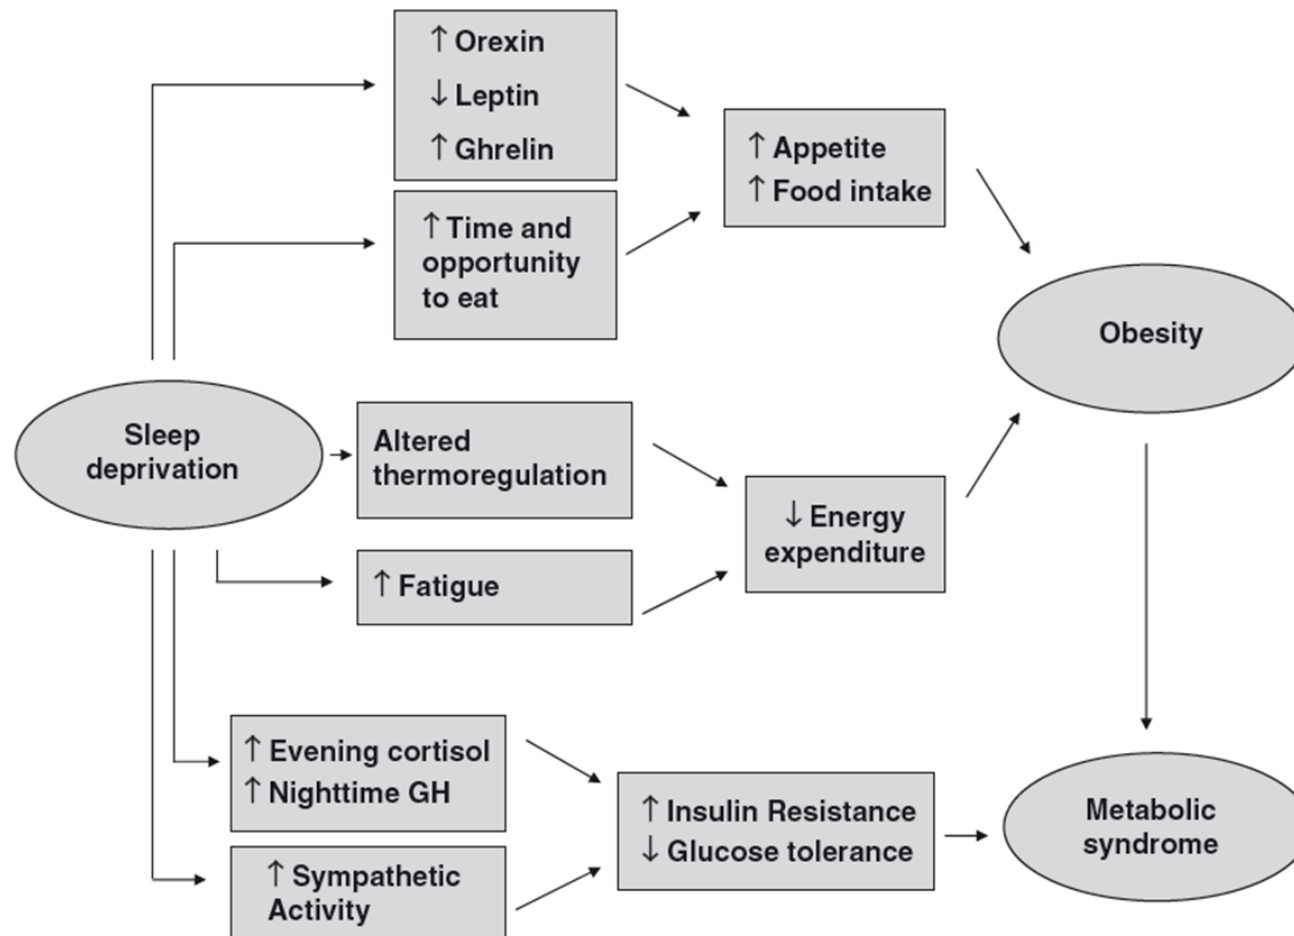 ↑ Orexin
↓ Leptin
↑ Ghrelin
↑ Time and
opportunity
to eat
↑ Appetite
↑ Food intake
Obesity
Sleep
deprivation
Altered
thermoregulation
↑ Fatigue
↓ Energy
expenditure
↑ Evening cortisol
↑ Nighttime GH
↑ Sympathetic
Activity
↑ Insulin Resistance
↓ Glucose tolerance
Metabolic
syndrome